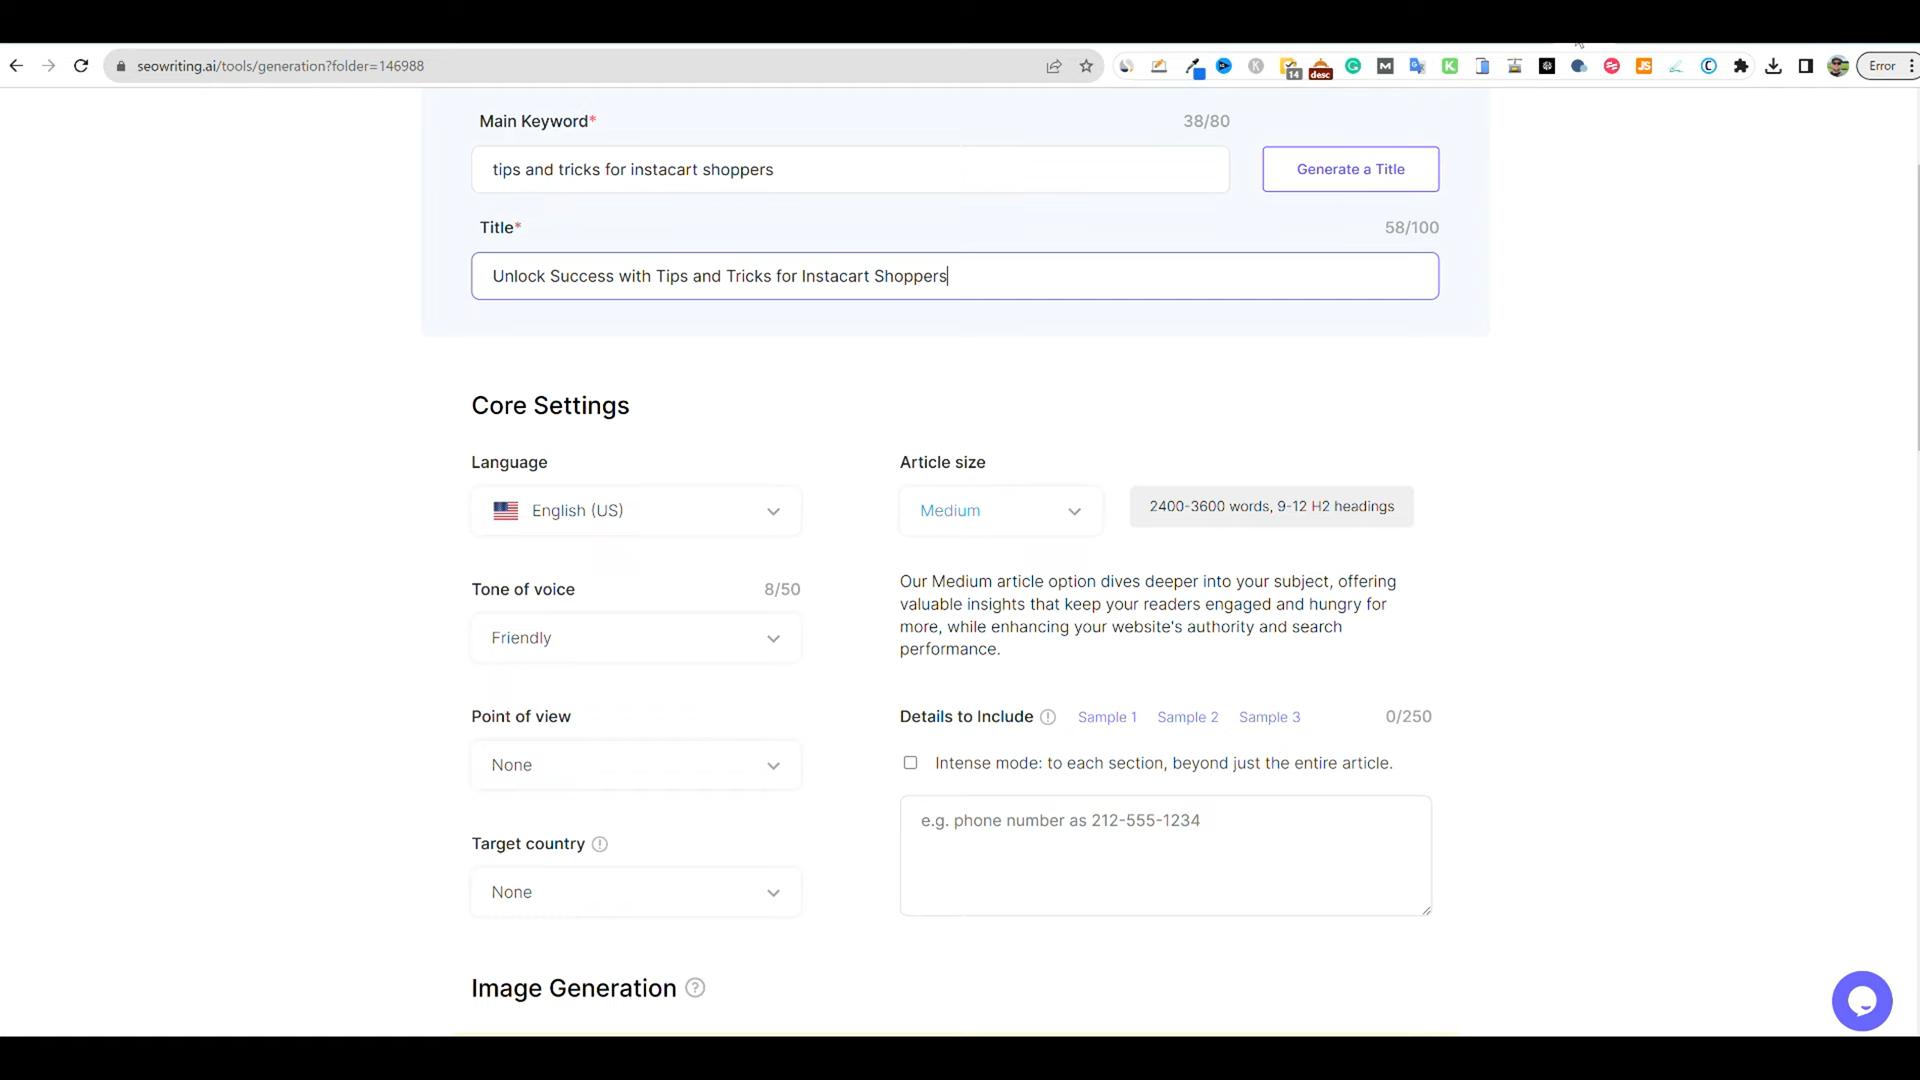 seowriting.ai/tools/generation?folder=146988
14
desc
Error
Main Keyword*
38/80
tips and tricks for instacart shoppers
Generate a Title
Title*
58/100
Unlock Success with Tips and Tricks for Instacart Shoppers
Core Settings
Language
Article size
English (US)
Medium
2400-3600 words, 9-12 H2 headings
Tone of voice
8/50
Our Medium article option dives deeper into your subject, offering
valuable insights that keep your readers engaged and hungry for
more, while enhancing your website's authority and search
performance.
Friendly
Point of view
Details to Include
Sample 1
Sample 2
Sample 3
0/250
None
Intense mode: to each section, beyond just the entire article.
e.g. phone number as 212-555-1234
Target country
None
Image Generation